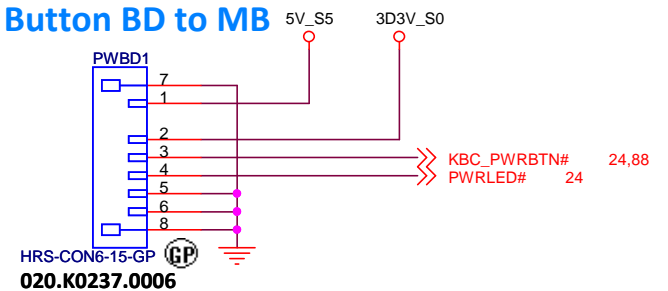 Button BD to MB
5V_S5
3D3V_S0
PWBD1
7
1
2
3
KBC_PWRBTN# 24,88
4
PWRLED# 24
5
6
8
HRS-CON6-15-GP
GP
020.K0237.0006